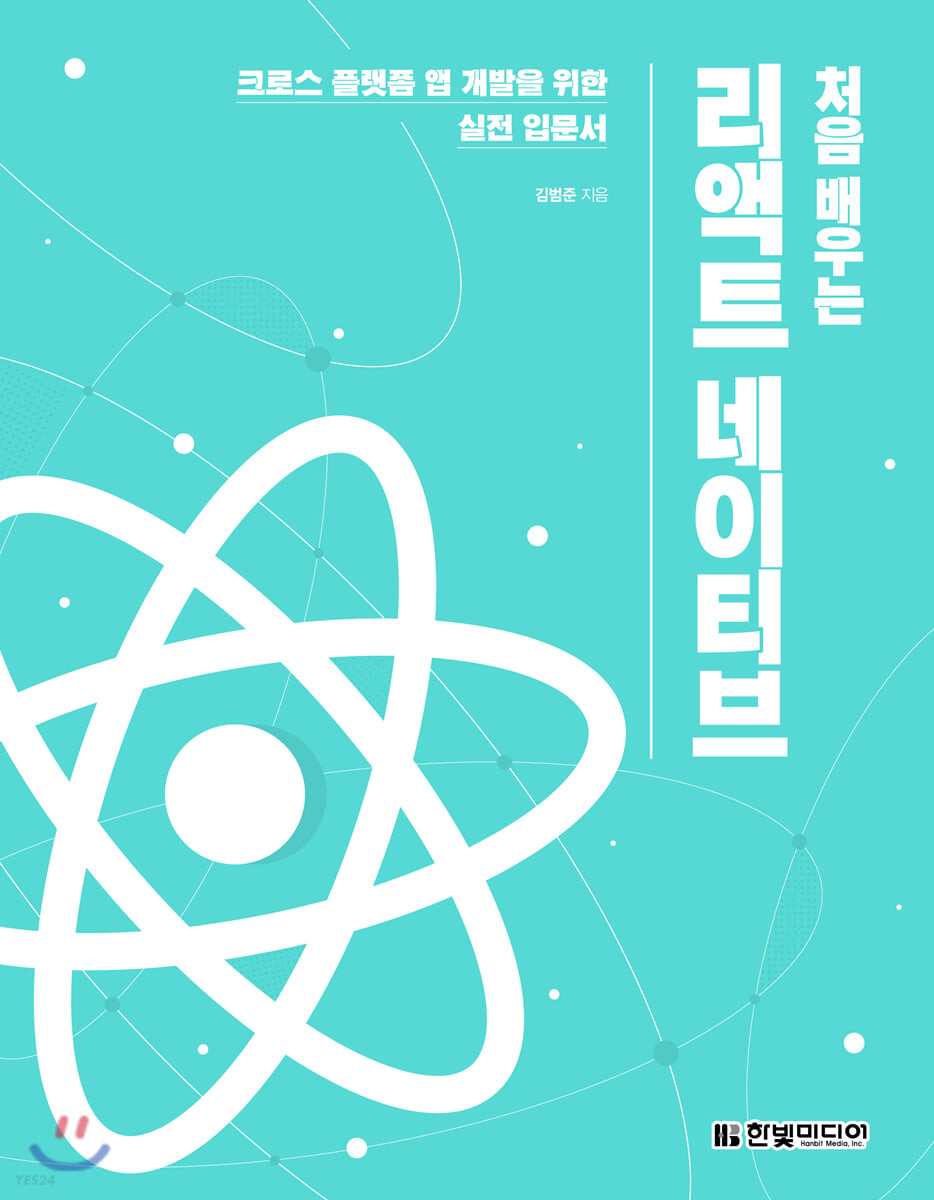 처음 배우는
리액트 네이티브
크로스 플랫폼 앱 개발을 위한
실전 입문서
김범준 지음
HB 한빛미디어
Hanbit Media, Inc.
YES24